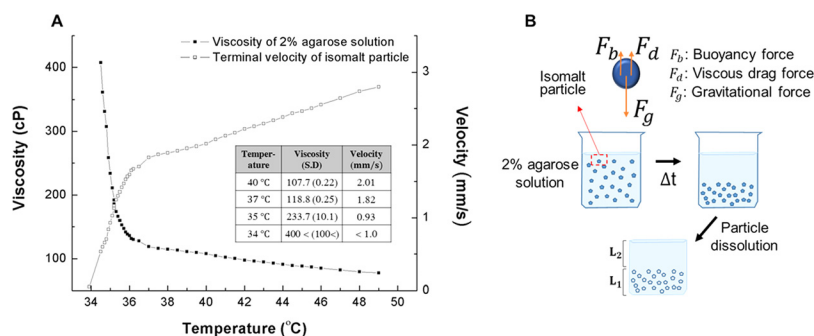 A
Viscosity of 2% agarose solution
Terminal velocity of isomalt particle
Viscosity (cP)
400
300
200
100
3
2
1
0
Velocity (mm/s)
Temper-
ature
Viscosity
(S.D)
Velocity
(mm/s)
40 °C 107.7 (0.22) 2.01
37 °C 118.8 (0.25) 1.82
35 °C 233.7 (10.1) 0.93
34 °C 400 < (100<) < 1.0
34 36 38 40 42 44 46 48 50
Temperature (°C)
B
F_b F_d
F_g
F_b: Buoyancy force
F_d: Viscous drag force
F_g: Gravitational force
Isomalt
particle
2% agarose
solution
Δt
Particle
dissolution
L₂
L₁